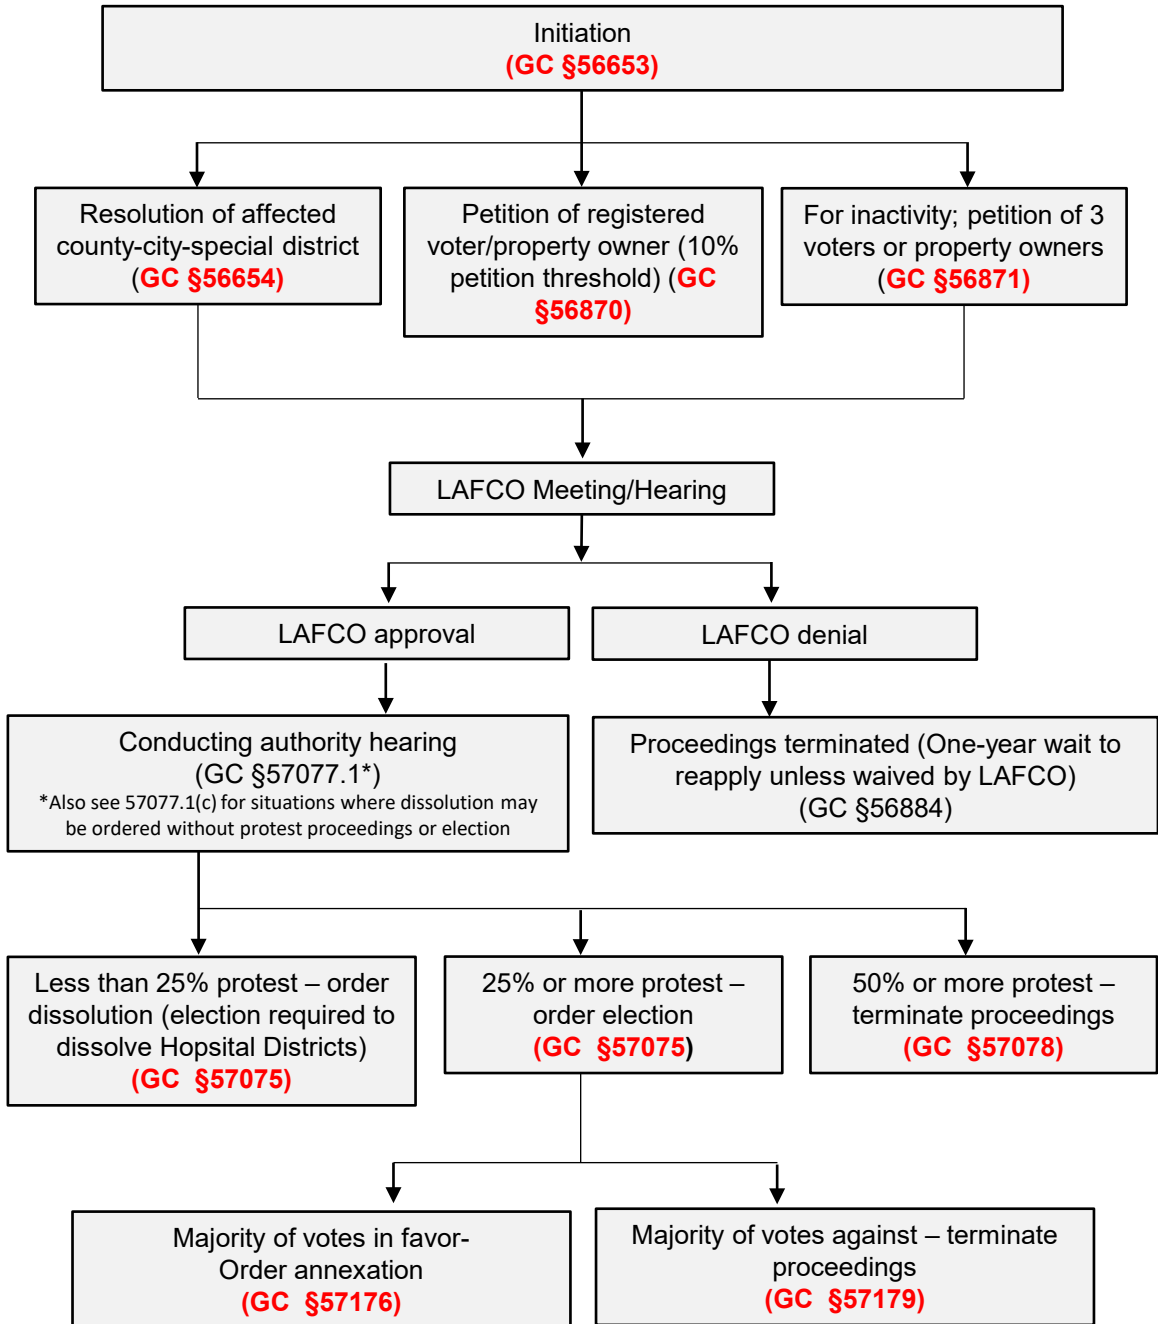 Initiation
(GC §56653)
Resolution of affected
county-city-special district
(GC §56654)
Petition of registered
voter/property owner (10%
petition threshold) (GC
§56870)
For inactivity; petition of 3
voters or property owners
(GC §56871)
LAFCO Meeting/Hearing
LAFCO approval
LAFCO denial
Conducting authority hearing
(GC §57077.1*)
*Also see 57077.1(c) for situations where dissolution may
be ordered without protest proceedings or election
Proceedings terminated (One-year wait to
reapply unless waived by LAFCO)
(GC §56884)
Less than 25% protest – order
dissolution (election required to
dissolve Hopsital Districts)
(GC §57075)
25% or more protest –
order election
(GC §57075)
50% or more protest –
terminate proceedings
(GC §57078)
Majority of votes in favor-
Order annexation
(GC §57176)
Majority of votes against – terminate
proceedings
(GC §57179)